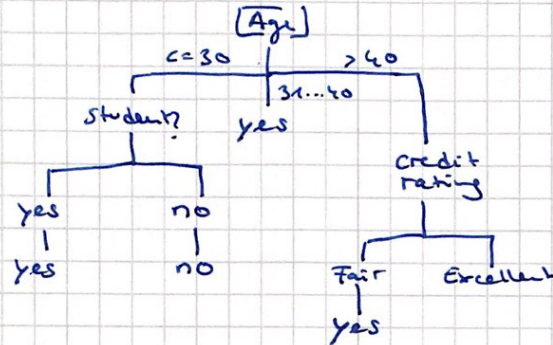 Age
<=30
>40
31...40
student?
yes
credit
rating
yes
no
yes
no
Fair
Excellent
yes